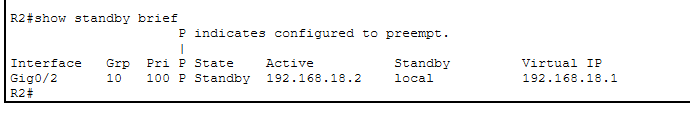 R2#show standby brief
P indicates configured to preempt.
|
Interface Grp Pri P State Active Standby Virtual IP
Gig0/2 10 100 P Standby 192.168.18.2 local 192.168.18.1
R2#